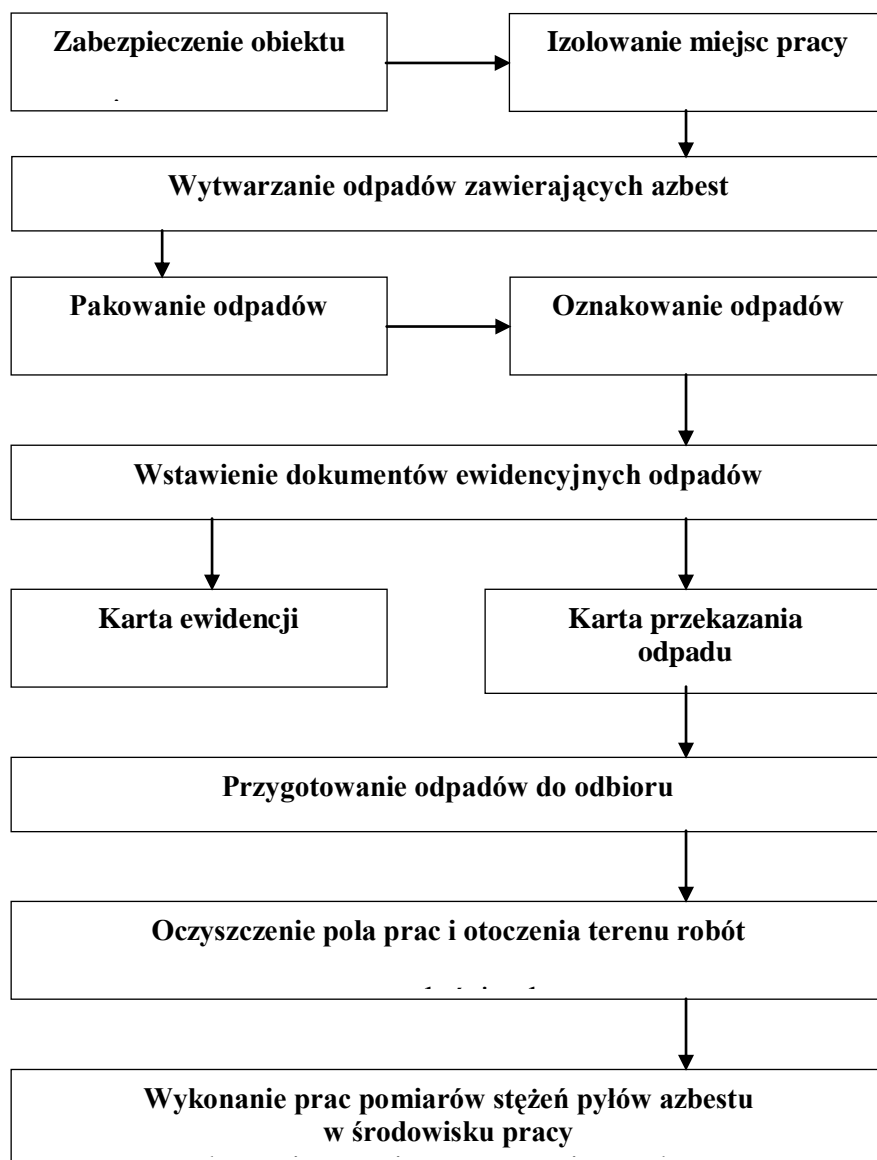 Zabezpieczenie obiektu
Izolowanie miejsc pracy
Wytwarzanie odpadów zawierających azbest
Pakowanie odpadów
Oznakowanie odpadów
Wstawienie dokumentów ewidencyjnych odpadów
Karta ewidencji
Karta przekazania
odpadu
Przygotowanie odpadów do odbioru
Oczyszczenie pola prac i otoczenia terenu robót
Wykonanie prac pomiarów stężeń pyłów azbestu
w środowisku pracy